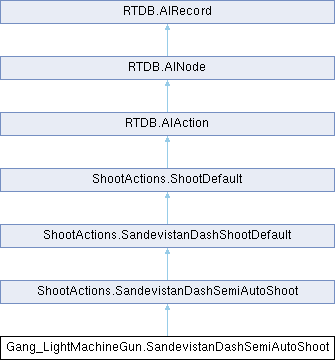 RTDB.AIRecord
RTDB.AINode
RTDB.AIAction
ShootActions.ShootDefault
ShootActions.SandevistanDashShootDefault
ShootActions.SandevistanDashSemiAutoShoot
Gang_LightMachineGun.SandevistanDashSemiAutoShoot